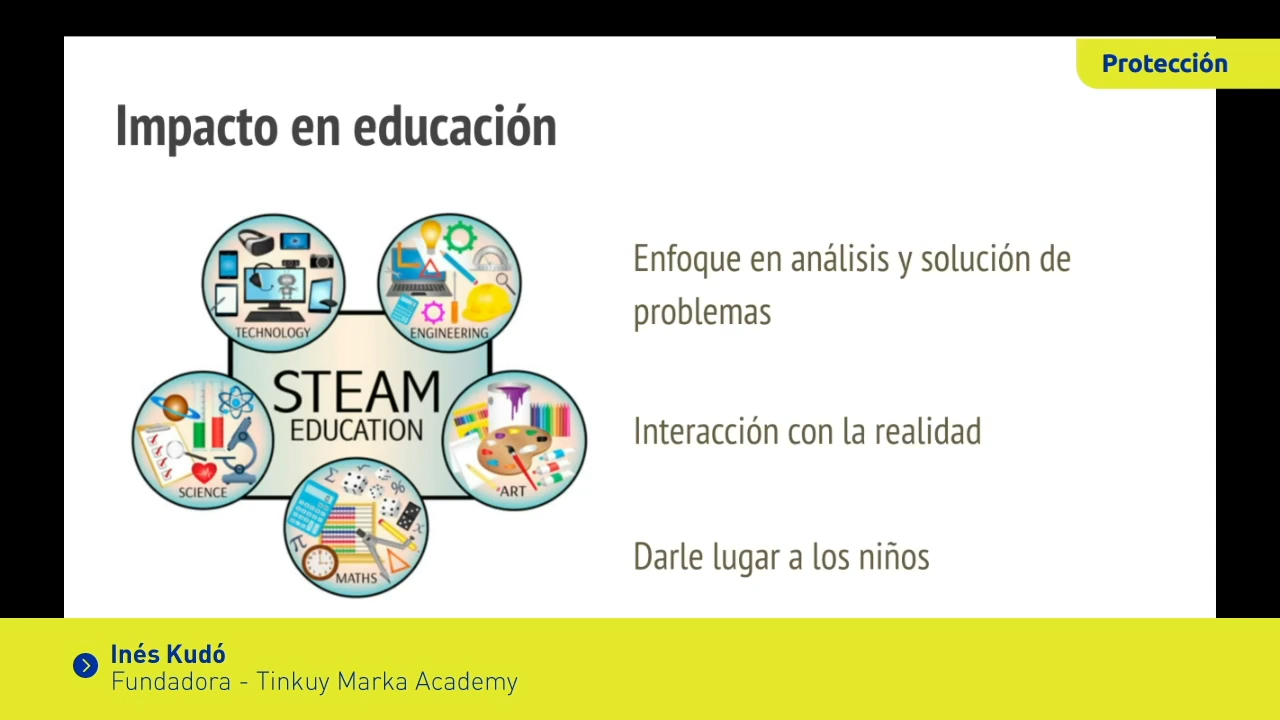 Protección
Impacto en educación
TECHNOLOGY
ENGINEERING
STEAM
EDUCATION
SCIENCE
ART
MATHS
Enfoque en análisis y solución de
problemas
Interacción con la realidad
Darle lugar a los niños
Inés Kudó
Fundadora - Tinkuy Marka Academy